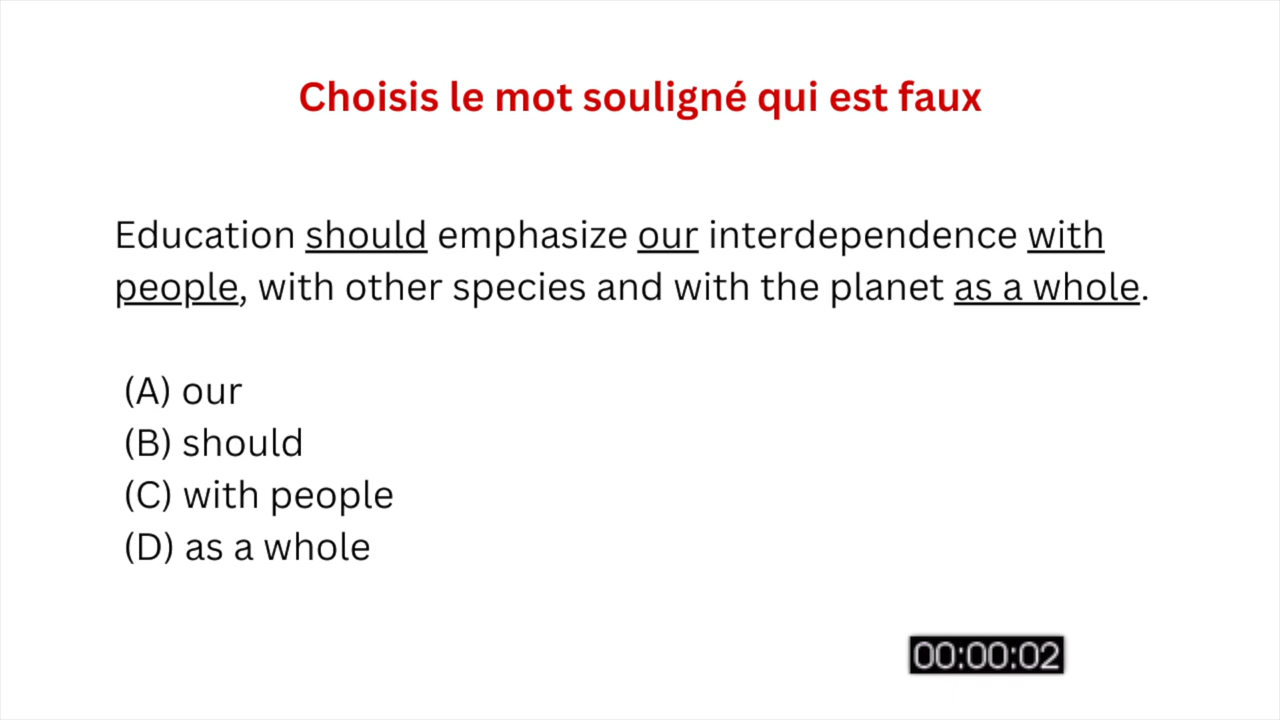 Choisis le mot souligné qui est faux
Education should emphasize our interdependence with
people, with other species and with the planet as a whole.
(A) our
(B) should
(C) with people
(D) as a whole
00:00:02